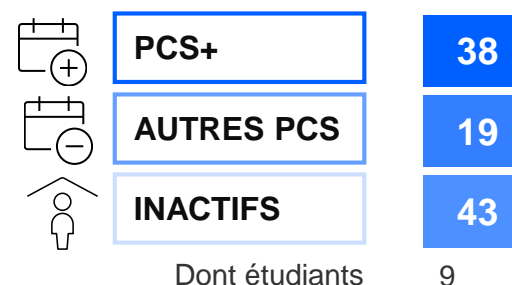 PCS+ 38
AUTRES PCS 19
INACTIFS 43
Dont étudiants 9